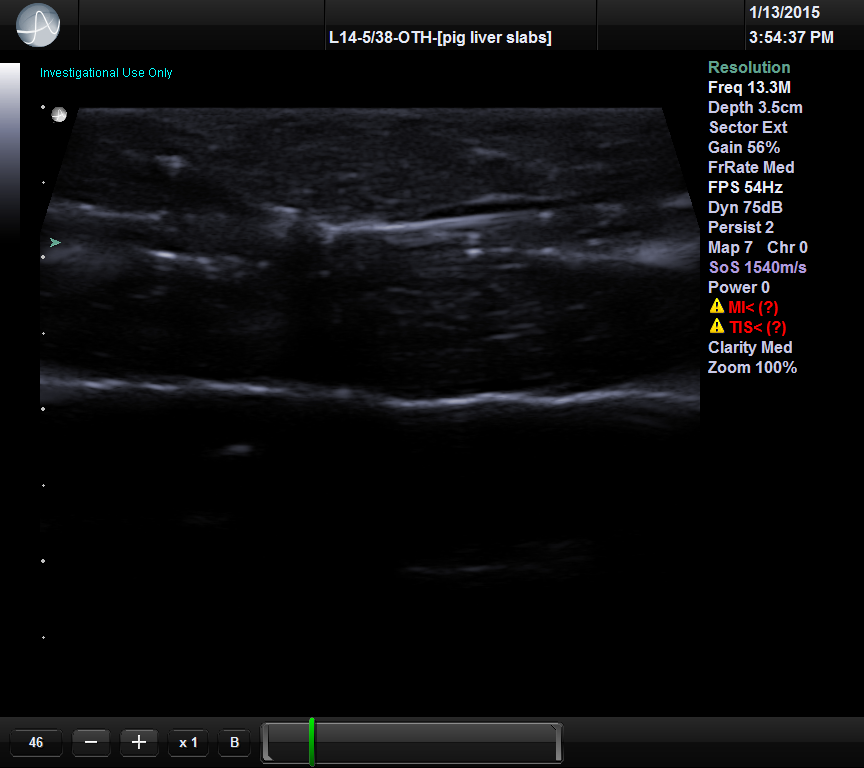 1/13/2015
L14-5/38-OTH-[pig liver slabs]
3:54:37 PM
Investigational Use Only
Resolution
Freq 13.3M
Depth 3.5cm
Sector Ext
Gain 56%
FrRate Med
FPS 54Hz
Dyn 75dB
Persist 2
Map 7 Chr 0
SoS 1540m/s
Power 0
MI< (?)
TIS< (?)
Clarity Med
Zoom 100%
46 − + x 1 B